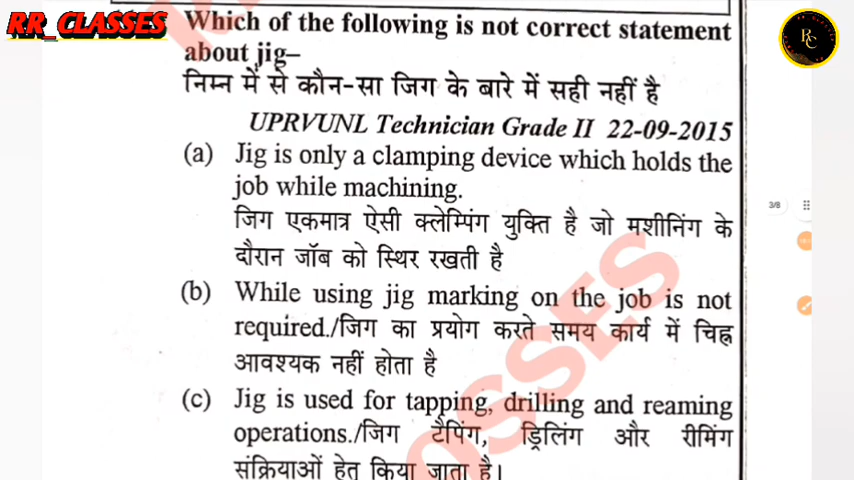 RR_CLASSES
RC
Which of the following is not correct statement
about jig–
निम्न में से कौन-सा जिग के बारे में सही नहीं है
UPRVUNL Technician Grade II 22-09-2015
(a) Jig is only a clamping device which holds the
job while machining.
जिग एकमात्र ऐसी क्लेम्पिंग युक्ति है जो मशीनिंग के
दौरान जॉब को स्थिर रखती है
(b) While using jig marking on the job is not
required./जिग का प्रयोग करते समय कार्य में चिह्न
आवश्यक नहीं होता है
(c) Jig is used for tapping, drilling and reaming
operations./जिग टैपिंग, ड्रिलिंग और रीमिंग
संक्रियाओं हेतु किया जाता है।
3/8